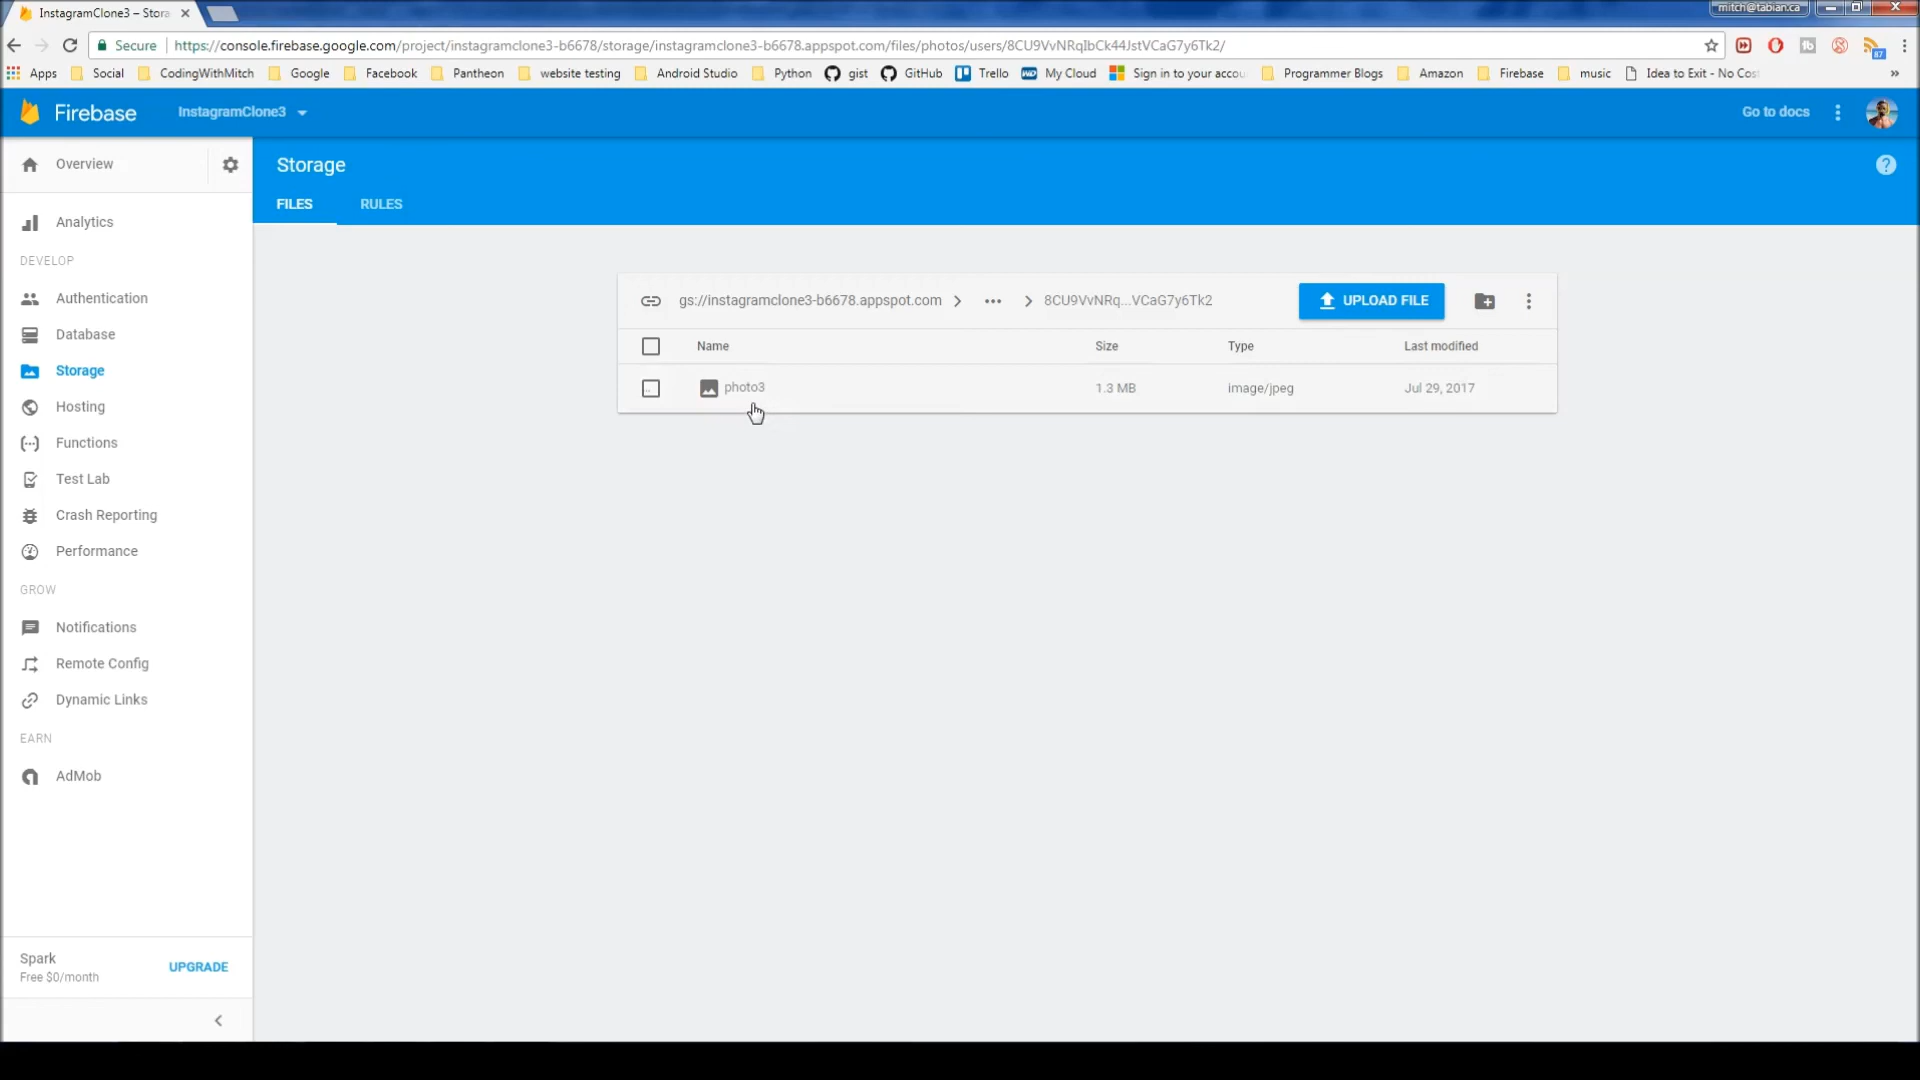 InstagramClone3 – Stora
mitch@tabian.ca
Secure
https://console.firebase.google.com/project/instagramclone3-b6678/storage/instagramclone3-b6678.appspot.com/files/photos/users/8CU9VvNRqIbCk44JstVCaG7y6Tk2/
Apps Social CodingWithMitch Google Facebook Pantheon website testing Android Studio Python gist GitHub Trello My Cloud Sign in to your accou Programmer Blogs Amazon Firebase music Idea to Exit - No Cos »
Firebase InstagramClone3 Go to docs
Overview
Storage
FILES RULES
Analytics
DEVELOP
Authentication
Database
Storage
Hosting
Functions
Test Lab
Crash Reporting
Performance
GROW
Notifications
Remote Config
Dynamic Links
EARN
AdMob
Spark
Free $0/month
UPGRADE
gs://instagramclone3-b6678.appspot.com > ... > 8CU9VvNRq...VCaG7y6Tk2 UPLOAD FILE
Name Size Type Last modified
photo3 1.3 MB image/jpeg Jul 29, 2017